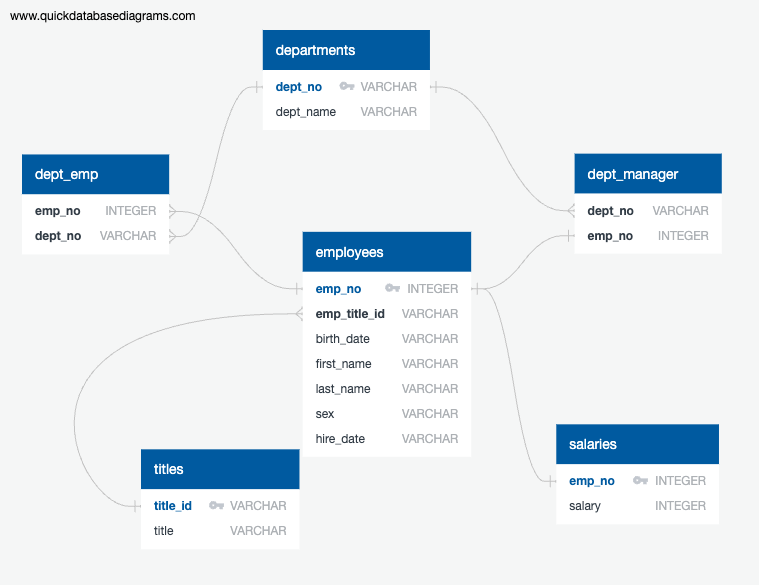 www.quickdatabasediagrams.com
departments
dept_no VARCHAR
dept_name VARCHAR
dept_emp
emp_no INTEGER
dept_no VARCHAR
dept_manager
dept_no VARCHAR
emp_no INTEGER
employees
emp_no INTEGER
emp_title_id VARCHAR
birth_date VARCHAR
first_name VARCHAR
last_name VARCHAR
sex VARCHAR
hire_date VARCHAR
titles
title_id VARCHAR
title VARCHAR
salaries
emp_no INTEGER
salary INTEGER